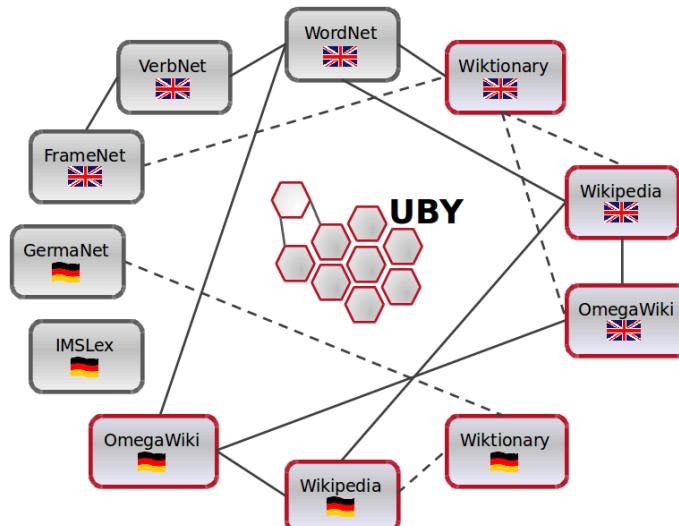 WordNet
VerbNet
Wiktionary
FrameNet
Wikipedia
UBY
GermaNet
OmegaWiki
IMSLex
OmegaWiki
Wiktionary
Wikipedia